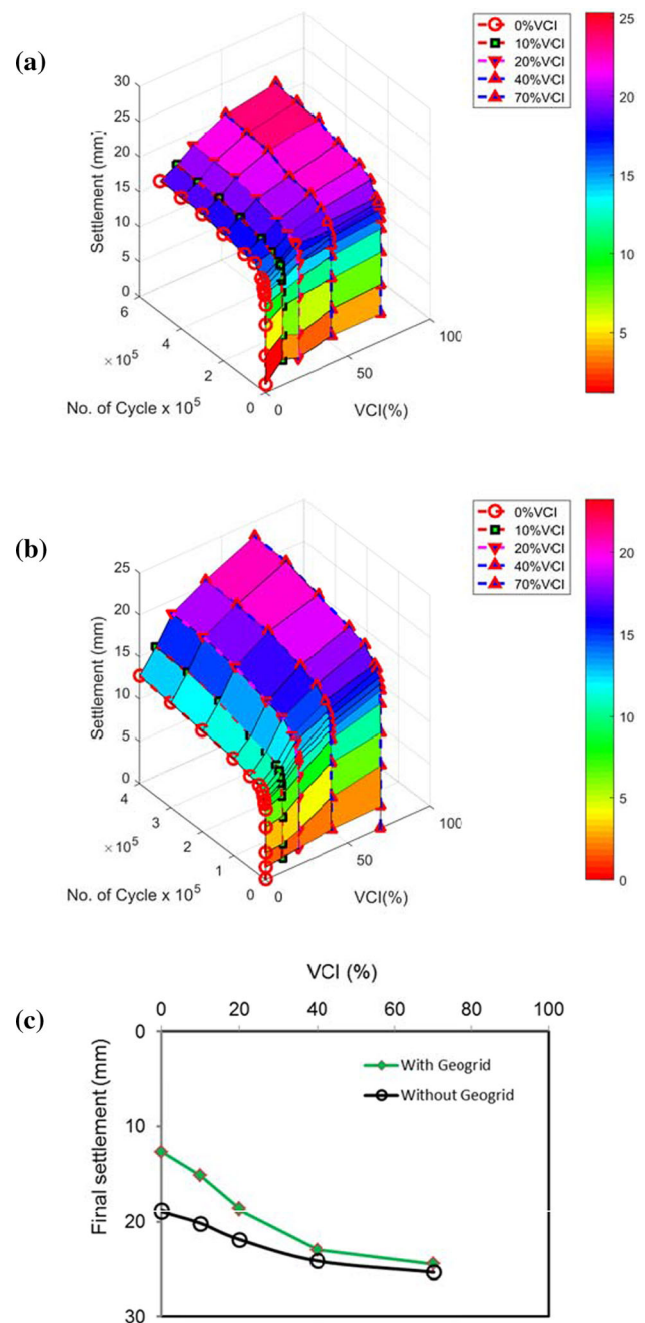 (a)
30
25
20
15
10
5
0
Settlement (mm)
6
4
2
0
× 10⁵
No. of Cycle x 10⁵
0
50
100
VCI(%)
0%VCI
10%VCI
20%VCI
40%VCI
70%VCI
25
20
15
10
5
(b)
25
20
15
10
5
0
Settlement (mm)
4
3
2
1
0
× 10⁵
No. of Cycle x 10⁵
0
50
100
VCI(%)
0%VCI
10%VCI
20%VCI
40%VCI
70%VCI
20
15
10
5
0
(c)
VCI (%)
0 20 40 60 80 100
0
10
20
30
Final settlement (mm)
With Geogrid
Without Geogrid